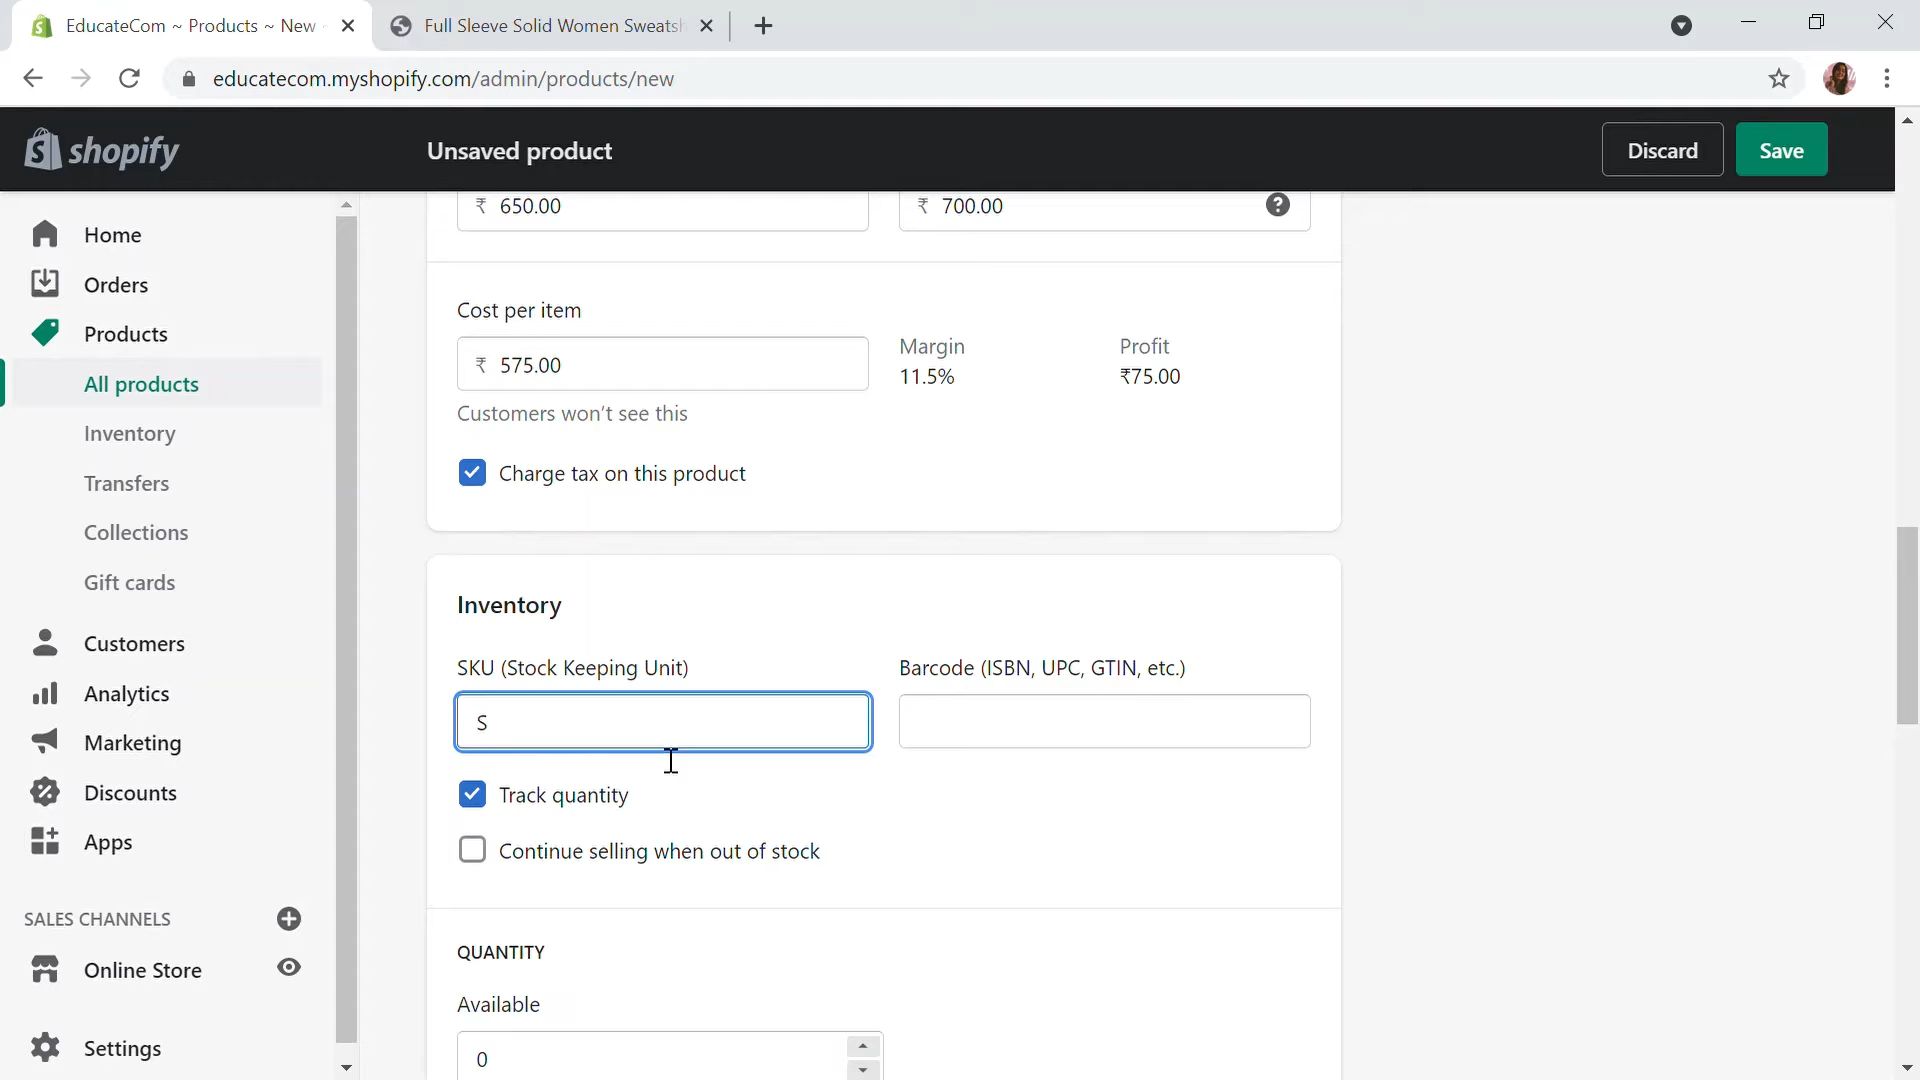 EducateCom ~ Products ~ New
Full Sleeve Solid Women Sweatsh
educatecom.myshopify.com/admin/products/new
shopify
Unsaved product
Discard
Save
Home
Orders
Products
All products
Inventory
Transfers
Collections
Gift cards
Customers
Analytics
Marketing
Discounts
Apps
SALES CHANNELS
Online Store
Settings
₹ 650.00
₹ 700.00
Cost per item
₹ 575.00
Margin
11.5%
Profit
₹75.00
Customers won't see this
Charge tax on this product
Inventory
SKU (Stock Keeping Unit)
Barcode (ISBN, UPC, GTIN, etc.)
S
Track quantity
Continue selling when out of stock
QUANTITY
Available
0